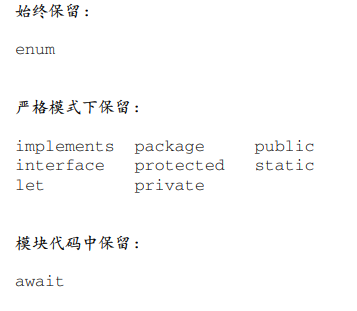 始终保留：
enum
严格模式下保留：
implements package public
interface protected static
let private
模块代码中保留：
await